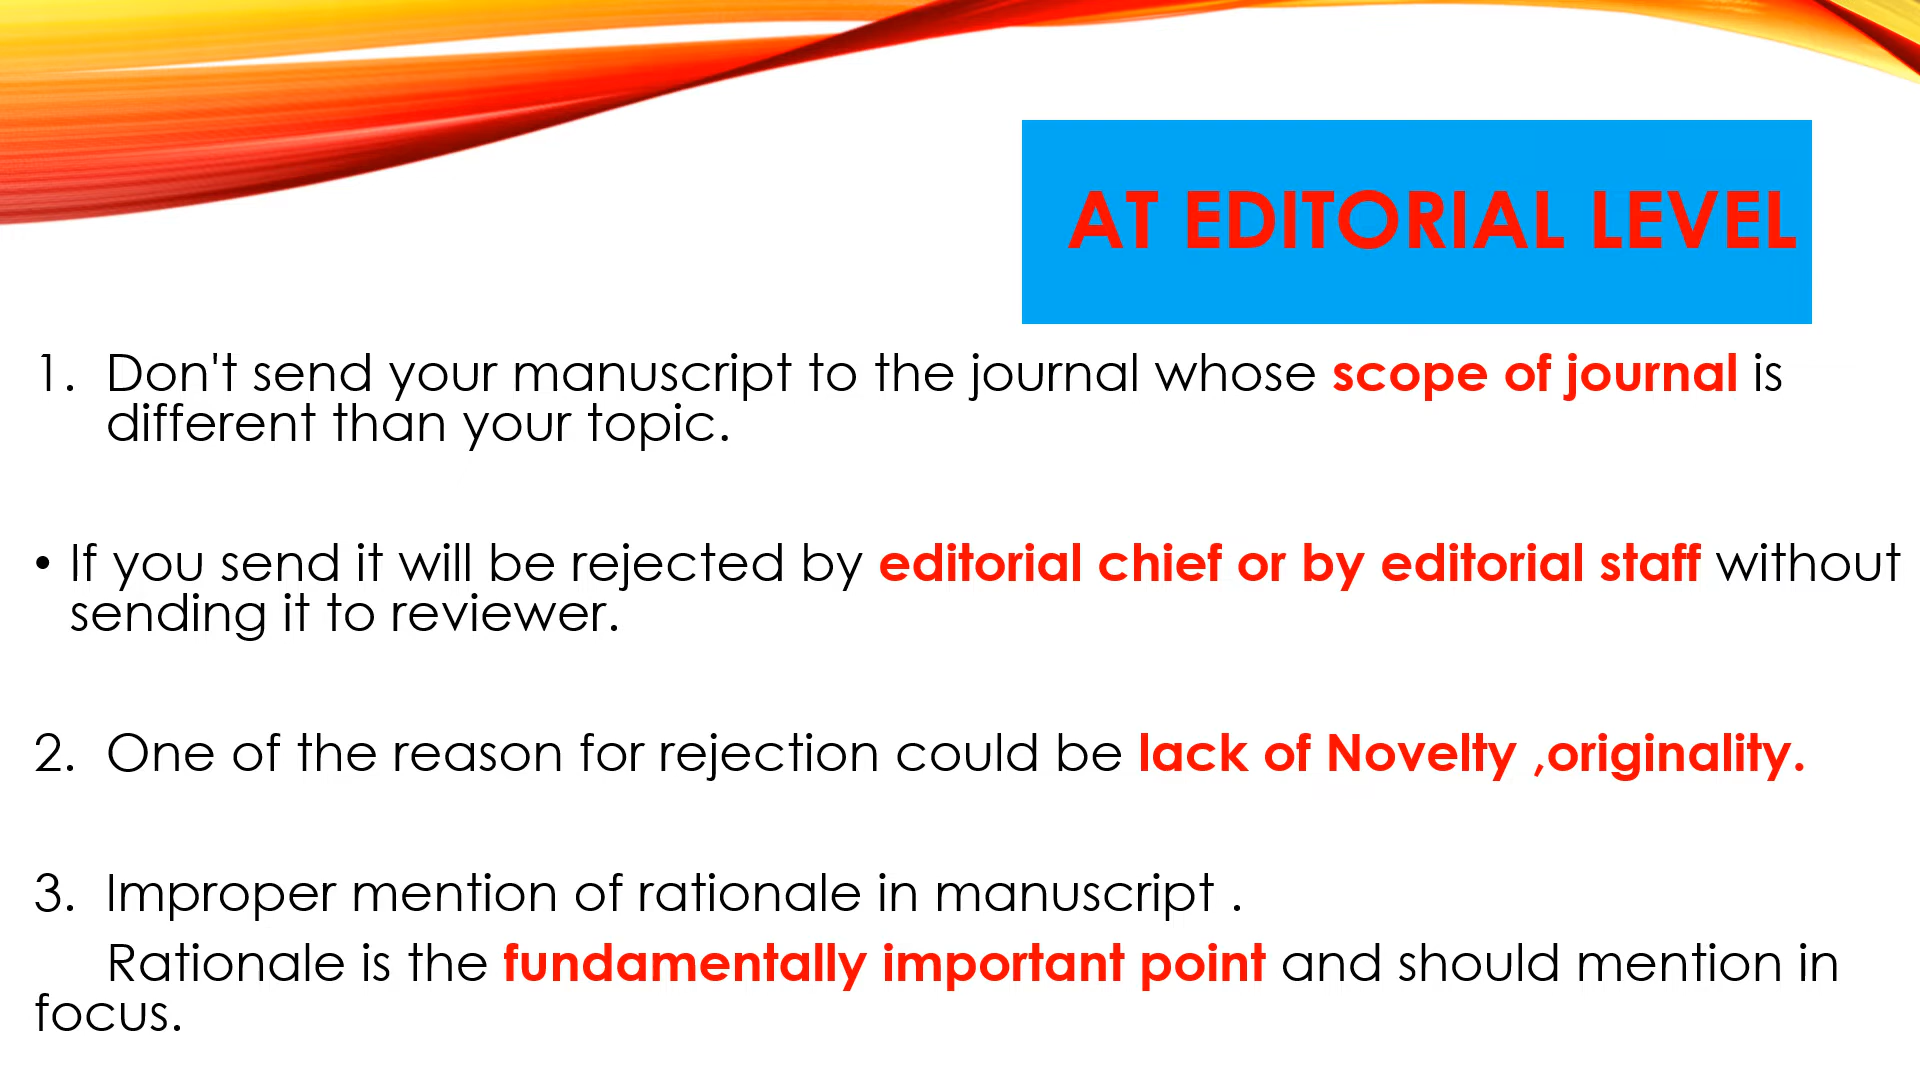 AT EDITORIAL LEVEL
1. Don't send your manuscript to the journal whose scope of journal is
different than your topic.
• If you send it will be rejected by editorial chief or by editorial staff without
sending it to reviewer.
2. One of the reason for rejection could be lack of Novelty ,originality.
3. Improper mention of rationale in manuscript .
Rationale is the fundamentally important point and should mention in
focus.